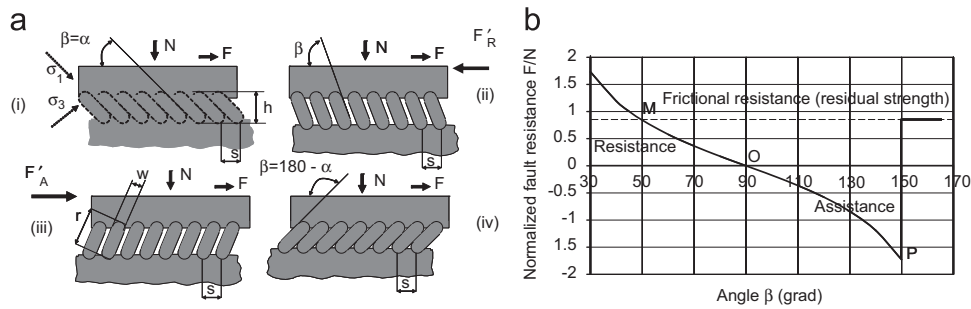 a
β=α
N
F
σ1
σ3
(i)
h
s
β
F′R
(ii)
s
F′A
w
N
F
r
(iii)
s
β=180 - α
N
F
(iv)
s
b
Normalized fault resistance F/N
2
1.5
1
0.5
0
-0.5
-1
-1.5
-2
M
Frictional resistance (residual strength)
Resistance
O
30 50 70 90 110 130 150 170
Assistance
P
Angle β (grad)